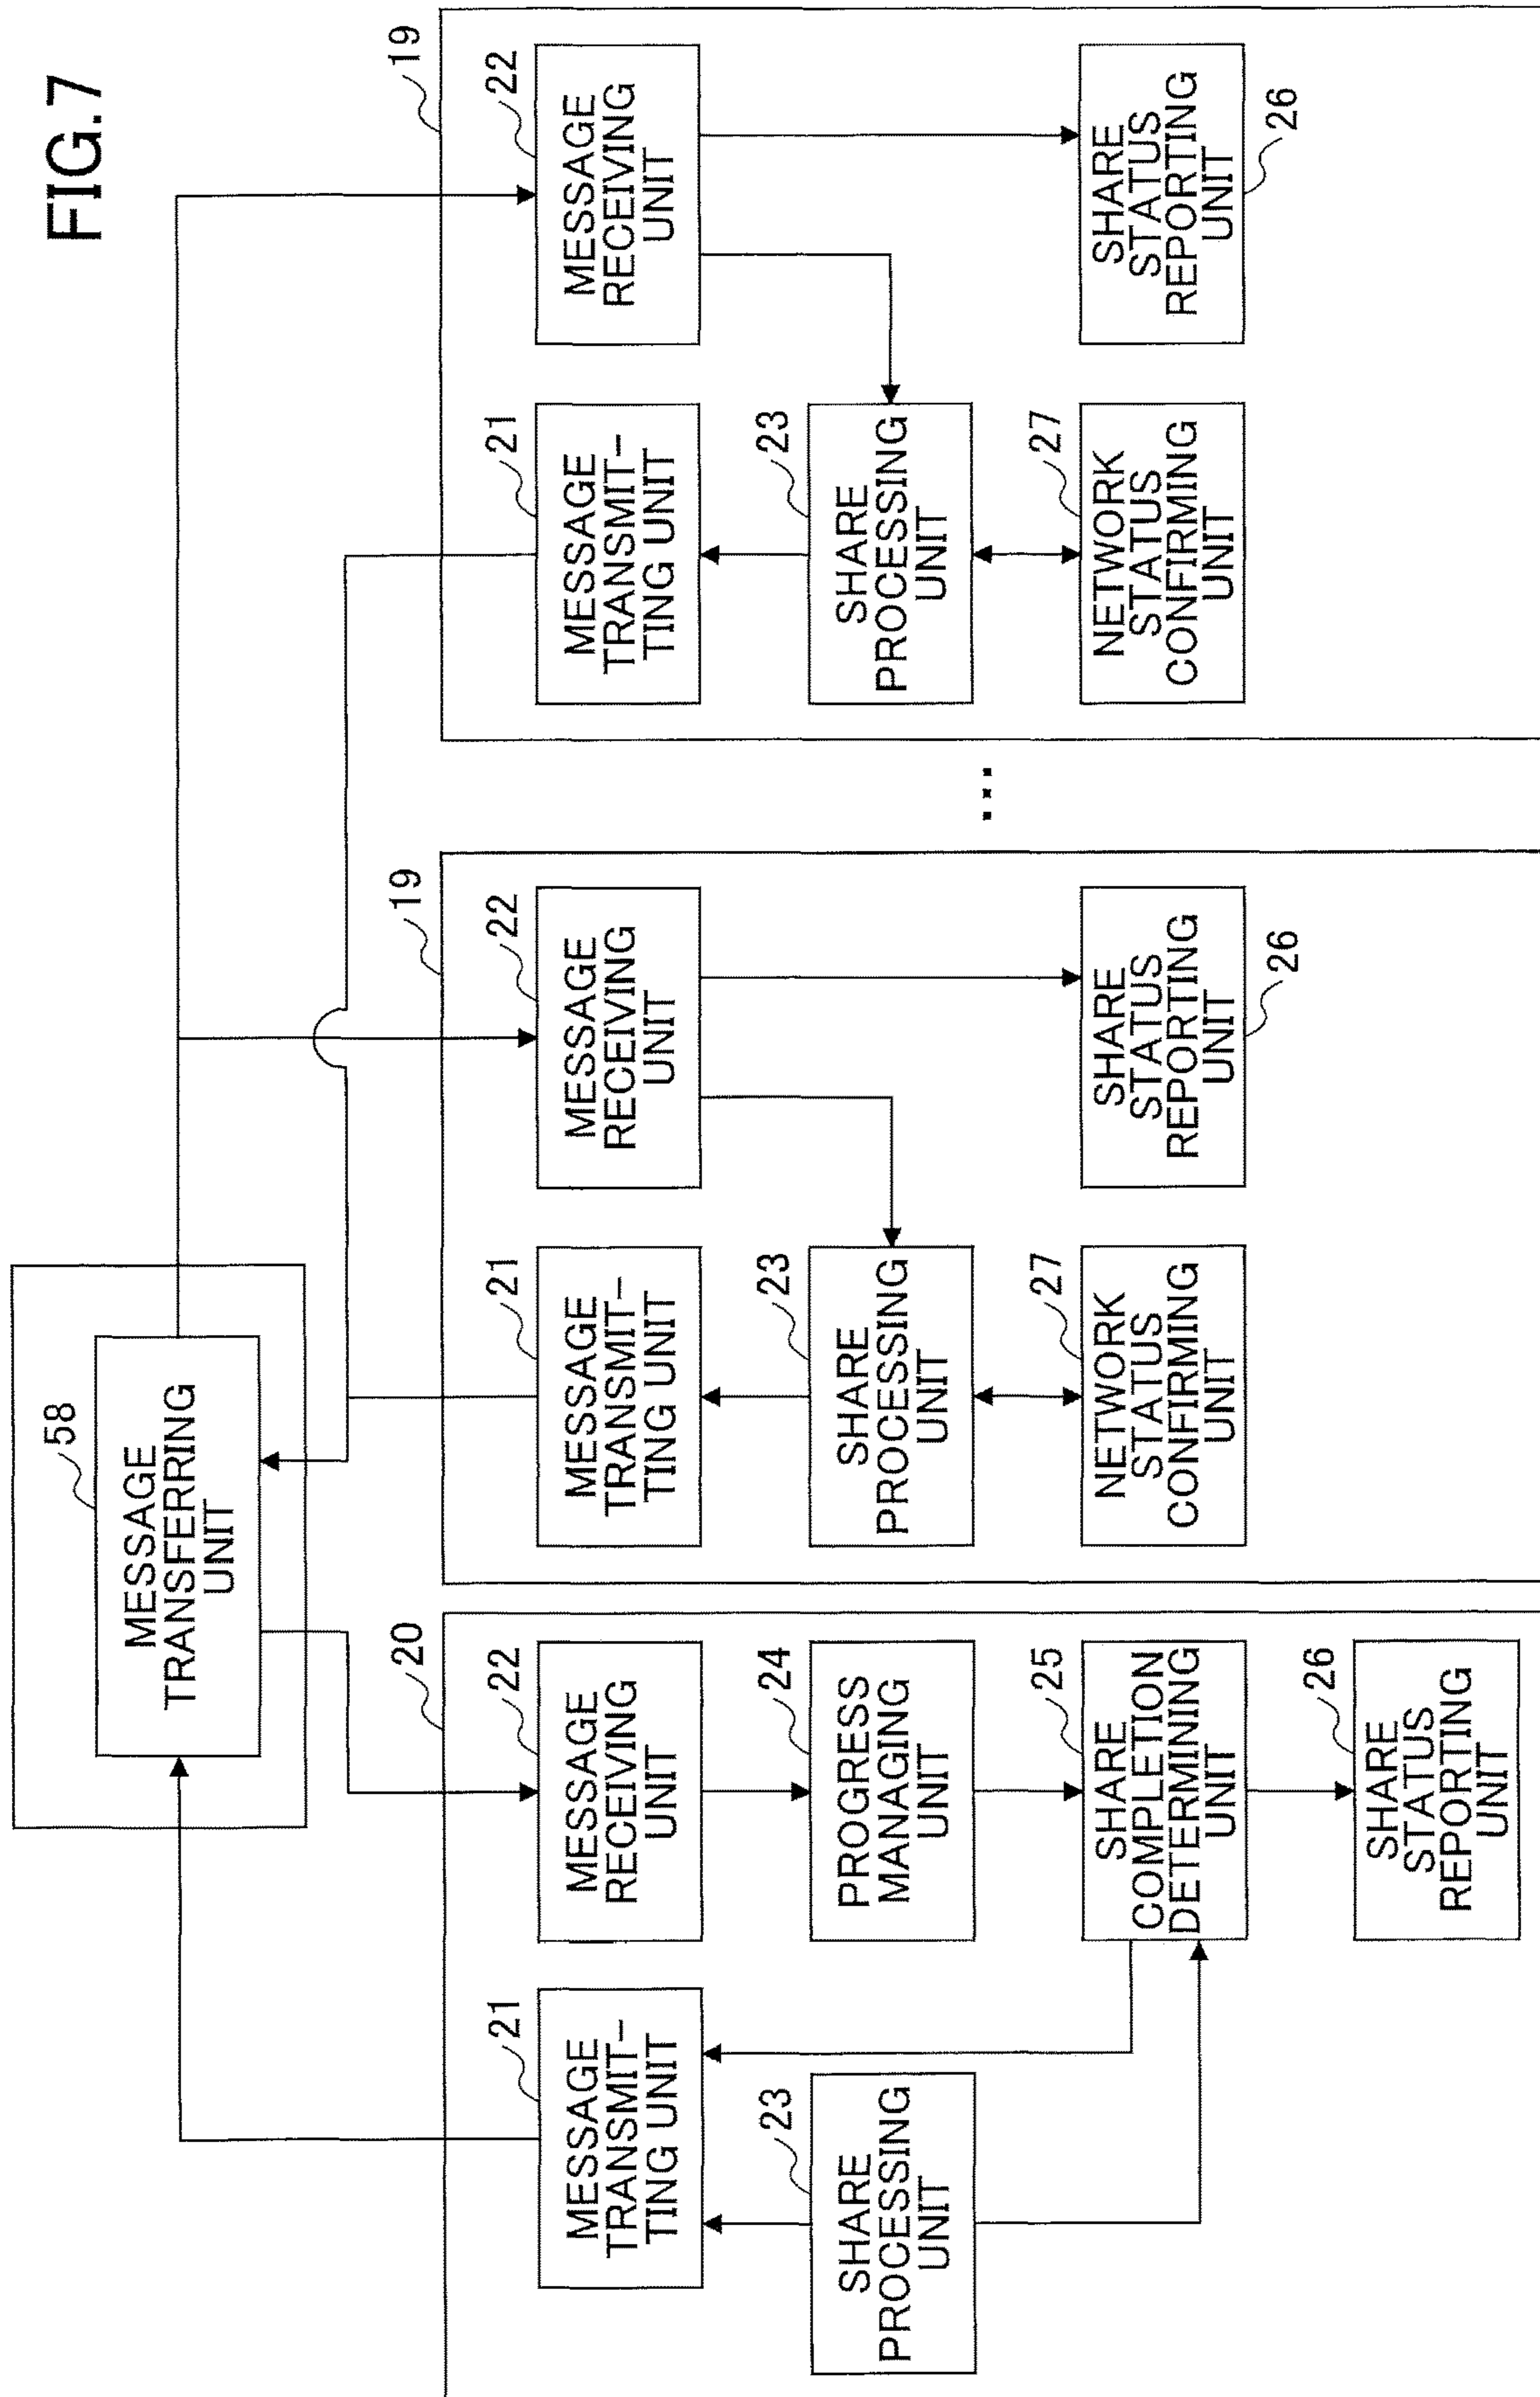 FIG. 7
58
MESSAGE
TRANSFERRING
UNIT
20
21
MESSAGE
TRANSMIT-
TING UNIT
22
MESSAGE
RECEIVING
UNIT
23
SHARE
PROCESSING
UNIT
24
PROGRESS
MANAGING
UNIT
25
SHARE
COMPLETION
DETERMINING
UNIT
26
SHARE
STATUS
REPORTING
UNIT
19
21
MESSAGE
TRANSMIT-
TING UNIT
22
MESSAGE
RECEIVING
UNIT
23
SHARE
PROCESSING
UNIT
27
NETWORK
STATUS
CONFIRMING
UNIT
SHARE
STATUS
REPORTING
UNIT
26
...
19
21
MESSAGE
TRANSMIT-
TING UNIT
22
MESSAGE
RECEIVING
UNIT
23
SHARE
PROCESSING
UNIT
27
NETWORK
STATUS
CONFIRMING
UNIT
SHARE
STATUS
REPORTING
UNIT
26